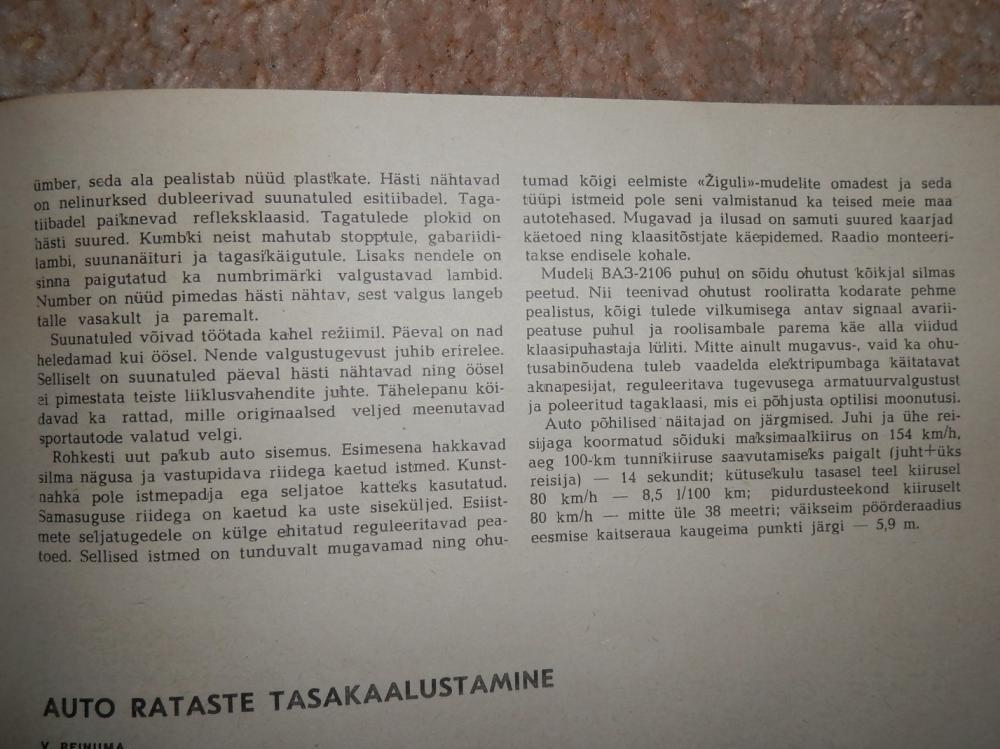 ümber, seda ala pealistab nüüd plastkate. Hästi nähtavad
on nelinurksed dubleerivad suunatuled esitiibadel. Taga-
tiibadel paiknevad refleksklaasid. Tagatulede plokid on
hästi suured. Kumbki neist mahutab stopptule, gabariidi-
lambi, suunanäituri ja tagasikäigutule. Lisaks nendele on
sinna paigutatud ka numbrimärki valgustavad lambid.
Number on nüüd pimedas hästi nähtav, sest valgus langeb
talle vasakult ja paremalt.
Suunatuled võivad töötada kahel režiimil. Päeval on nad
heledamad kui öösel. Nende valgustugevust juhib erirelee.
Selliselt on suunatuled päeval hästi nähtavad ning öösel
ei pimestata teiste liiklusvahendite juhte. Tähelepanu köi-
davad ka rattad, mille originaalsed veljed meenutavad
sportautode valatud velgi.
Rohkesti uut pakub auto sisemus. Esimesena hakkavad
silma nägusa ja vastupidava riidega kaetud istmed. Kunst-
nahka pole istmepadja ega seljatoe katteks kasutatud.
Samasuguse riidega on kaetud ka uste siseküljed. Esiist-
mete seljatugedele on külge ehitatud reguleeritavad pea-
toed. Sellised istmed on tunduvalt mugavamad ning ohu-
tumad kõigi eelmiste «Žiguli»-mudelite omadest ja seda
tüüpi istmeid pole seni valmistanud ka teised meie maa
autotehased. Mugavad ja ilusad on samuti suured kaarjad
käetoed ning klaasitõstjate käepidemed. Raadio monteeri-
takse endisele kohale.
Mudeli ВАЗ-2106 puhul on sõidu ohutust kõikjal silmas
peetud. Nii teenivad ohutust rooliratta kodarate pehme
pealistus, kõigi tulede vilkumisega antav signaal avarii-
peatuse puhul ja roolisambale parema käe alla viidud
klaasipuhastaja lüliti. Mitte ainult mugavus-, vaid ka ohu-
tusabinõudena tuleb vaadelda elektripumbaga käitatavat
aknapesijat, reguleeritava tugevusega armatuurvalgustust
ja poleeritud tagaklaasi, mis ei põhjusta optilisi moonutusi.
Auto põhilised näitajad on järgmised. Juhi ja ühe rei-
sijaga koormatud sõiduki maksimaalkiirus on 154 km/h,
aeg 100-km tunnikiiruse saavutamiseks paigalt (juht+üks
reisija) — 14 sekundit; kütusekulu tasasel teel kiirusel
80 km/h — 8,5 l/100 km; pidurdusteekond kiiruselt
80 km/h — mitte üle 38 meetri; väikseim pöörderaadius
eesmise kaitseraua kaugeima punkti järgi — 5,9 m.
AUTO RATASTE TASAKAALUSTAMINE